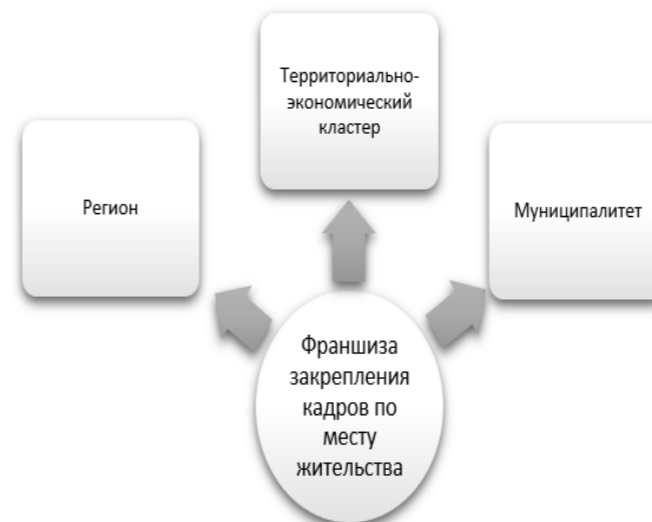 Территориально-
экономический
кластер
Регион
Муниципалитет
Франшиза
закрепления
кадров по
месту
жительства